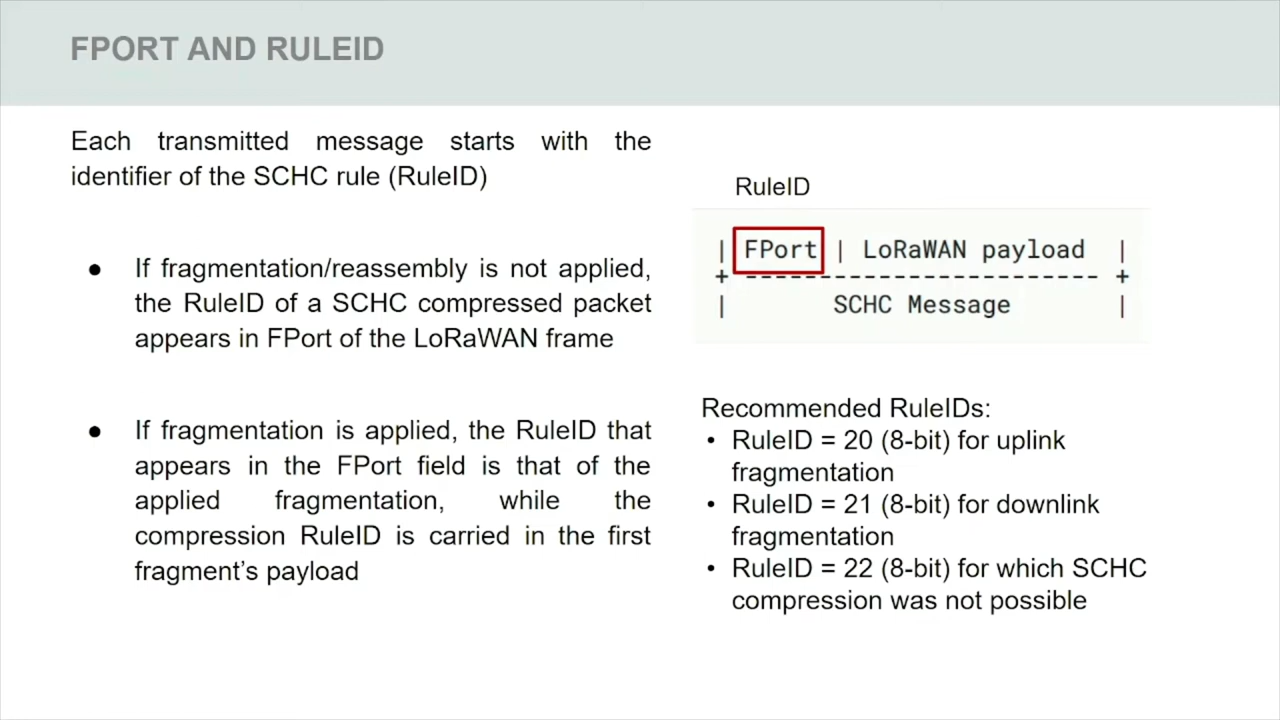 FPORT AND RULEID
Each transmitted message starts with the
identifier of the SCHC rule (RuleID)
● If fragmentation/reassembly is not applied,
the RuleID of a SCHC compressed packet
appears in FPort of the LoRaWAN frame
● If fragmentation is applied, the RuleID that
appears in the FPort field is that of the
applied fragmentation, while the
compression RuleID is carried in the first
fragment's payload
RuleID
| FPort | LoRaWAN payload |
+ ------------------------ +
| SCHC Message |
Recommended RuleIDs:
• RuleID = 20 (8-bit) for uplink
fragmentation
• RuleID = 21 (8-bit) for downlink
fragmentation
• RuleID = 22 (8-bit) for which SCHC
compression was not possible